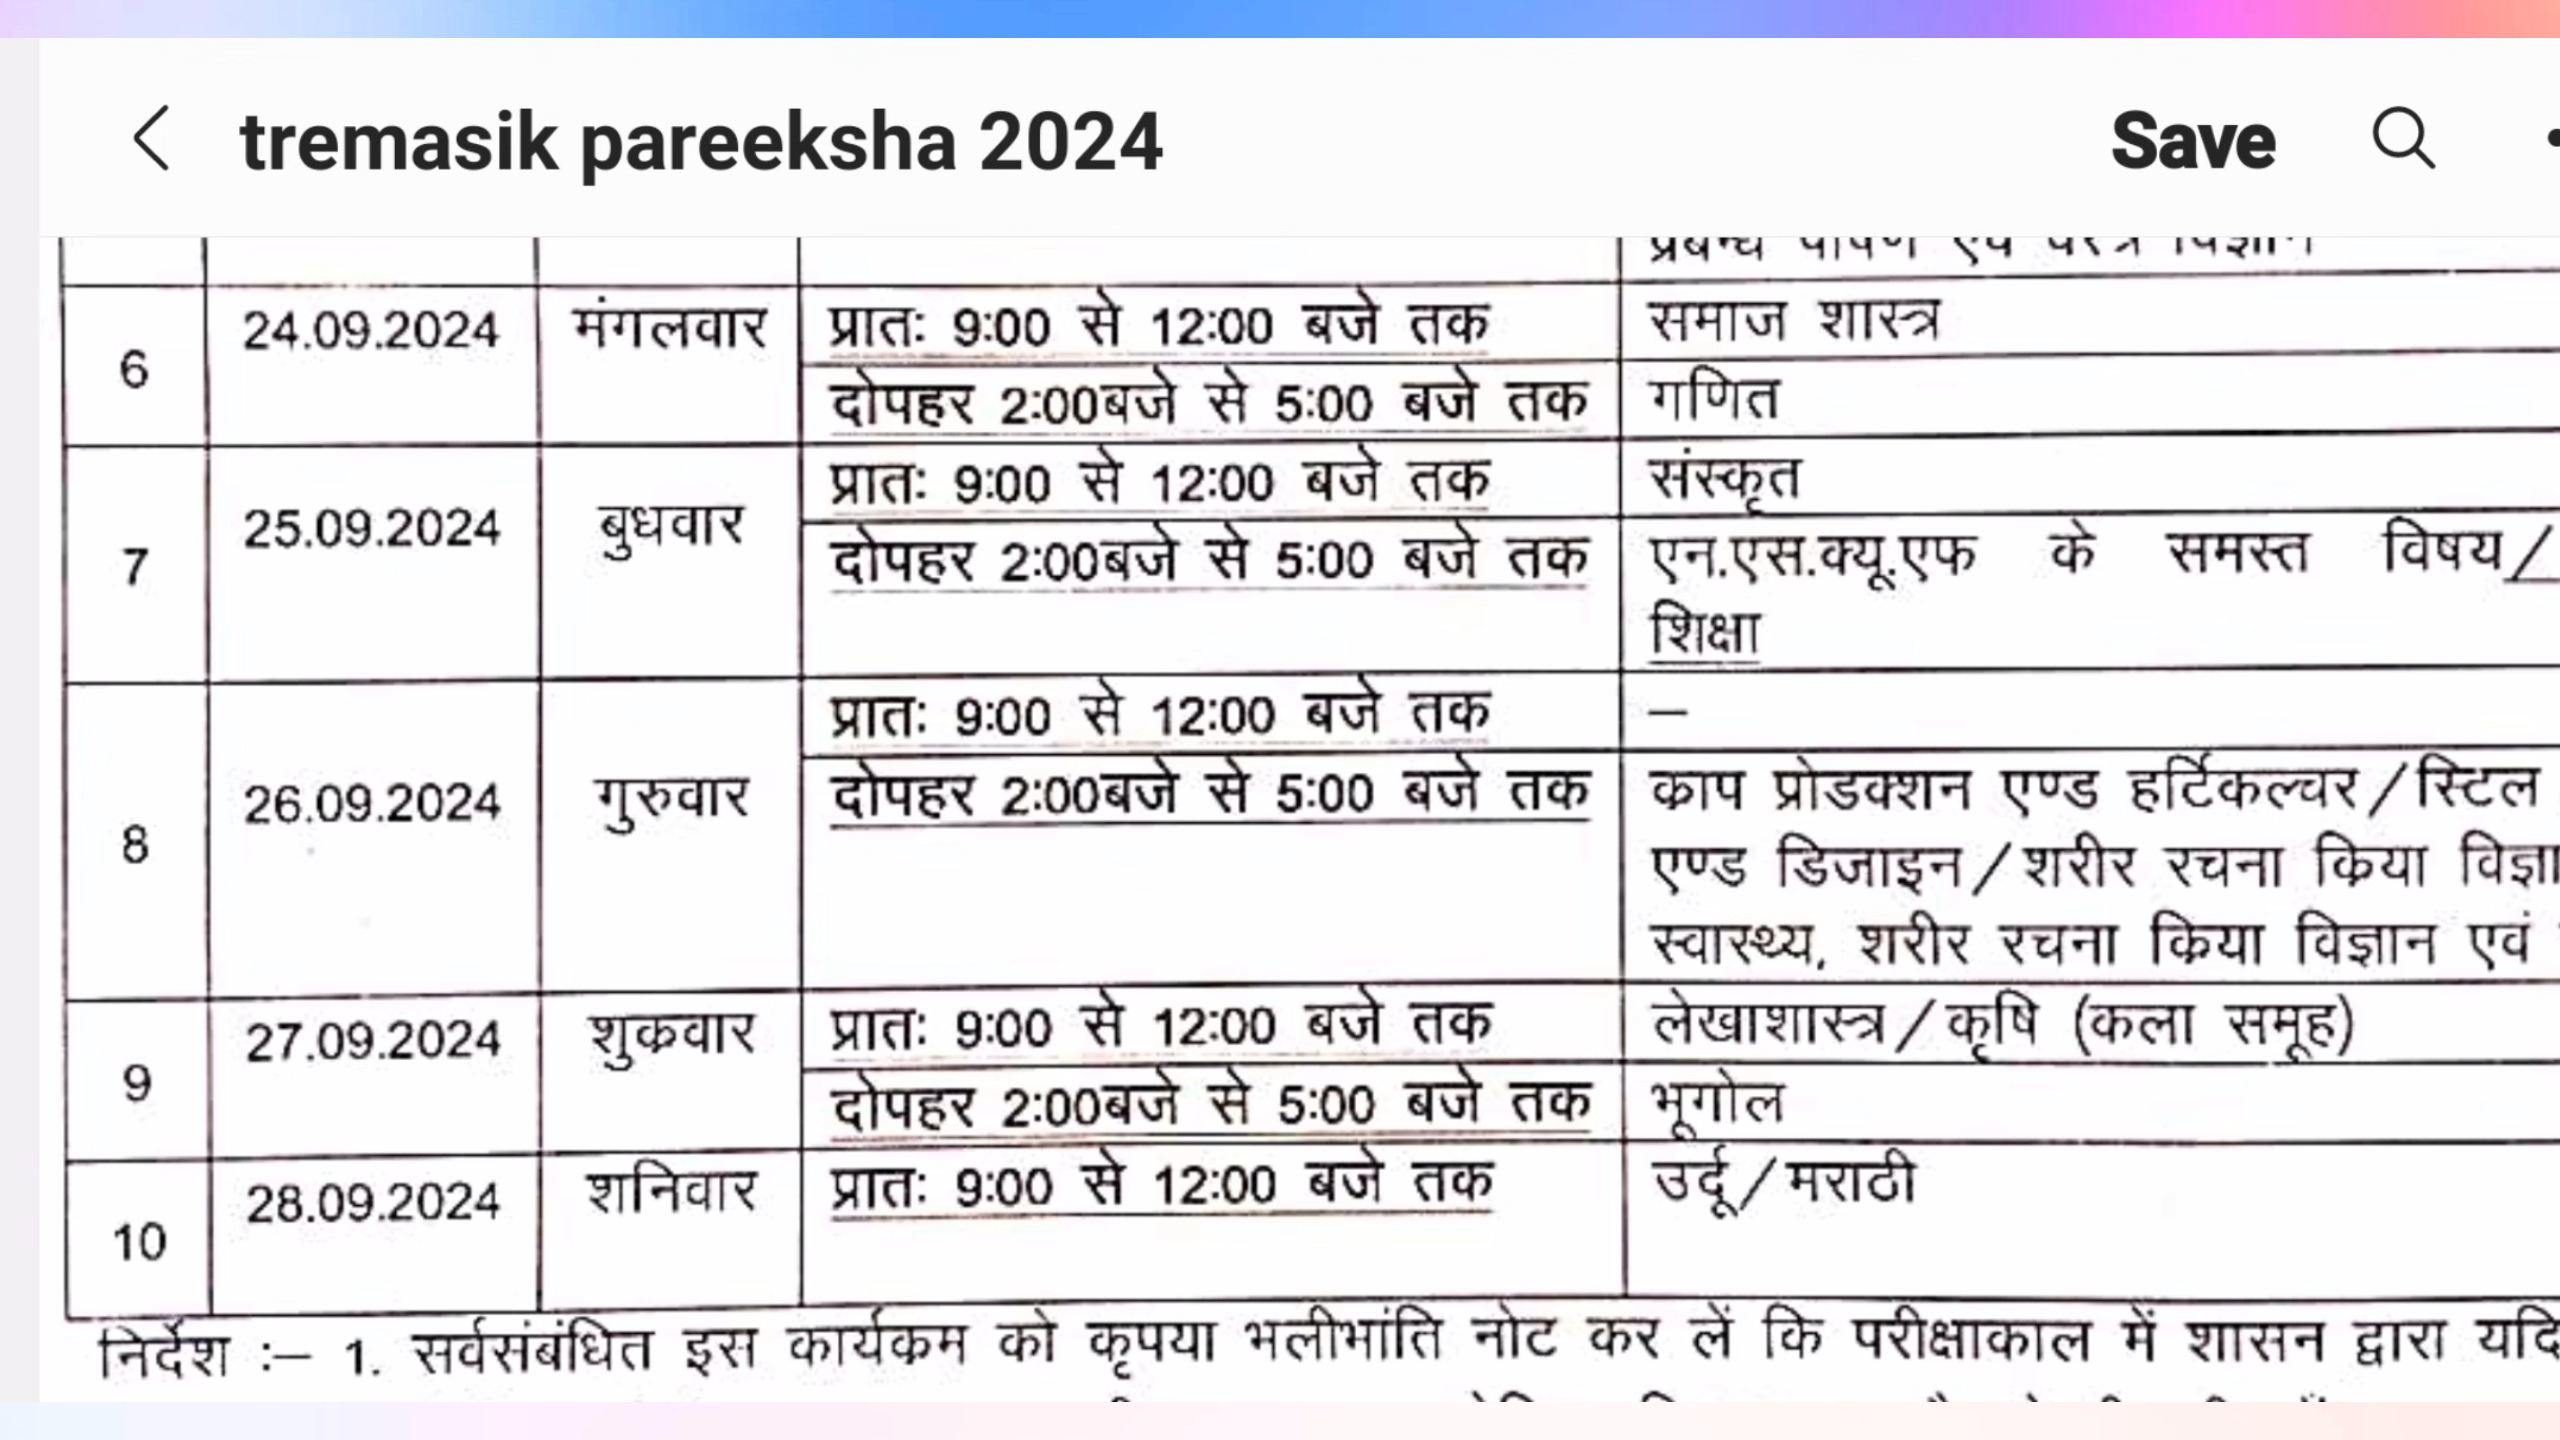 tremasik pareeksha 2024 Save
6 24.09.2024 मंगलवार प्रातः 9:00 से 12:00 बजे तक समाज शास्त्र
दोपहर 2:00बजे से 5:00 बजे तक गणित
7 25.09.2024 बुधवार प्रातः 9:00 से 12:00 बजे तक संस्कृत
दोपहर 2:00बजे से 5:00 बजे तक एन.एस.क्यू.एफ के समस्त विषय/
शिक्षा
8 26.09.2024 गुरुवार प्रातः 9:00 से 12:00 बजे तक –
दोपहर 2:00बजे से 5:00 बजे तक काप प्रोडक्शन एण्ड हर्टिकल्चर/स्टिल
एण्ड डिजाइन/शरीर रचना किया
स्वास्थ्य, शरीर रचना किया विज्ञान एवं
9 27.09.2024 शुकवार प्रातः 9:00 से 12:00 बजे तक लेखाशास्त्र/कृषि (कला समूह)
दोपहर 2:00बजे से 5:00 बजे तक भूगोल
10 28.09.2024 शनिवार प्रातः 9:00 से 12:00 बजे तक उर्दू/मराठी
निर्देश :– 1. सर्वसंबंधित इस कार्यकम को कृपया भलीभांति नोट कर लें कि परीक्षाकाल में शासन द्वारा यदि